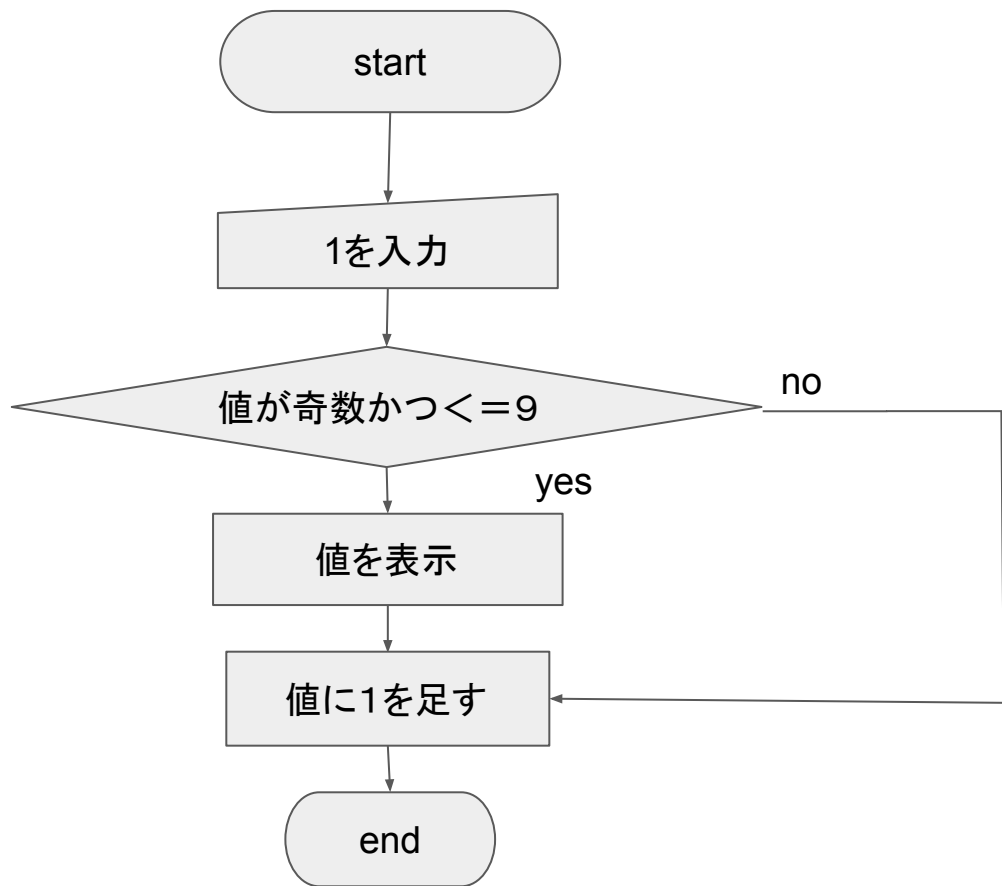 start
1を入力
値が奇数かつ＜＝９
no
yes
値を表示
値に１を足す
end